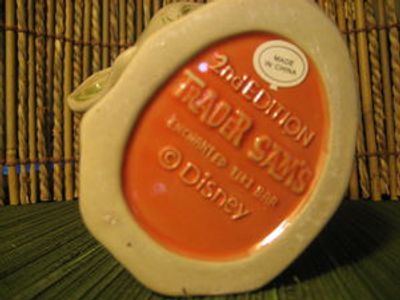 MADE
IN CHINA
2nd EDITION
TRADER SAM'S
ENCHANTED TIKI BAR
©Disney